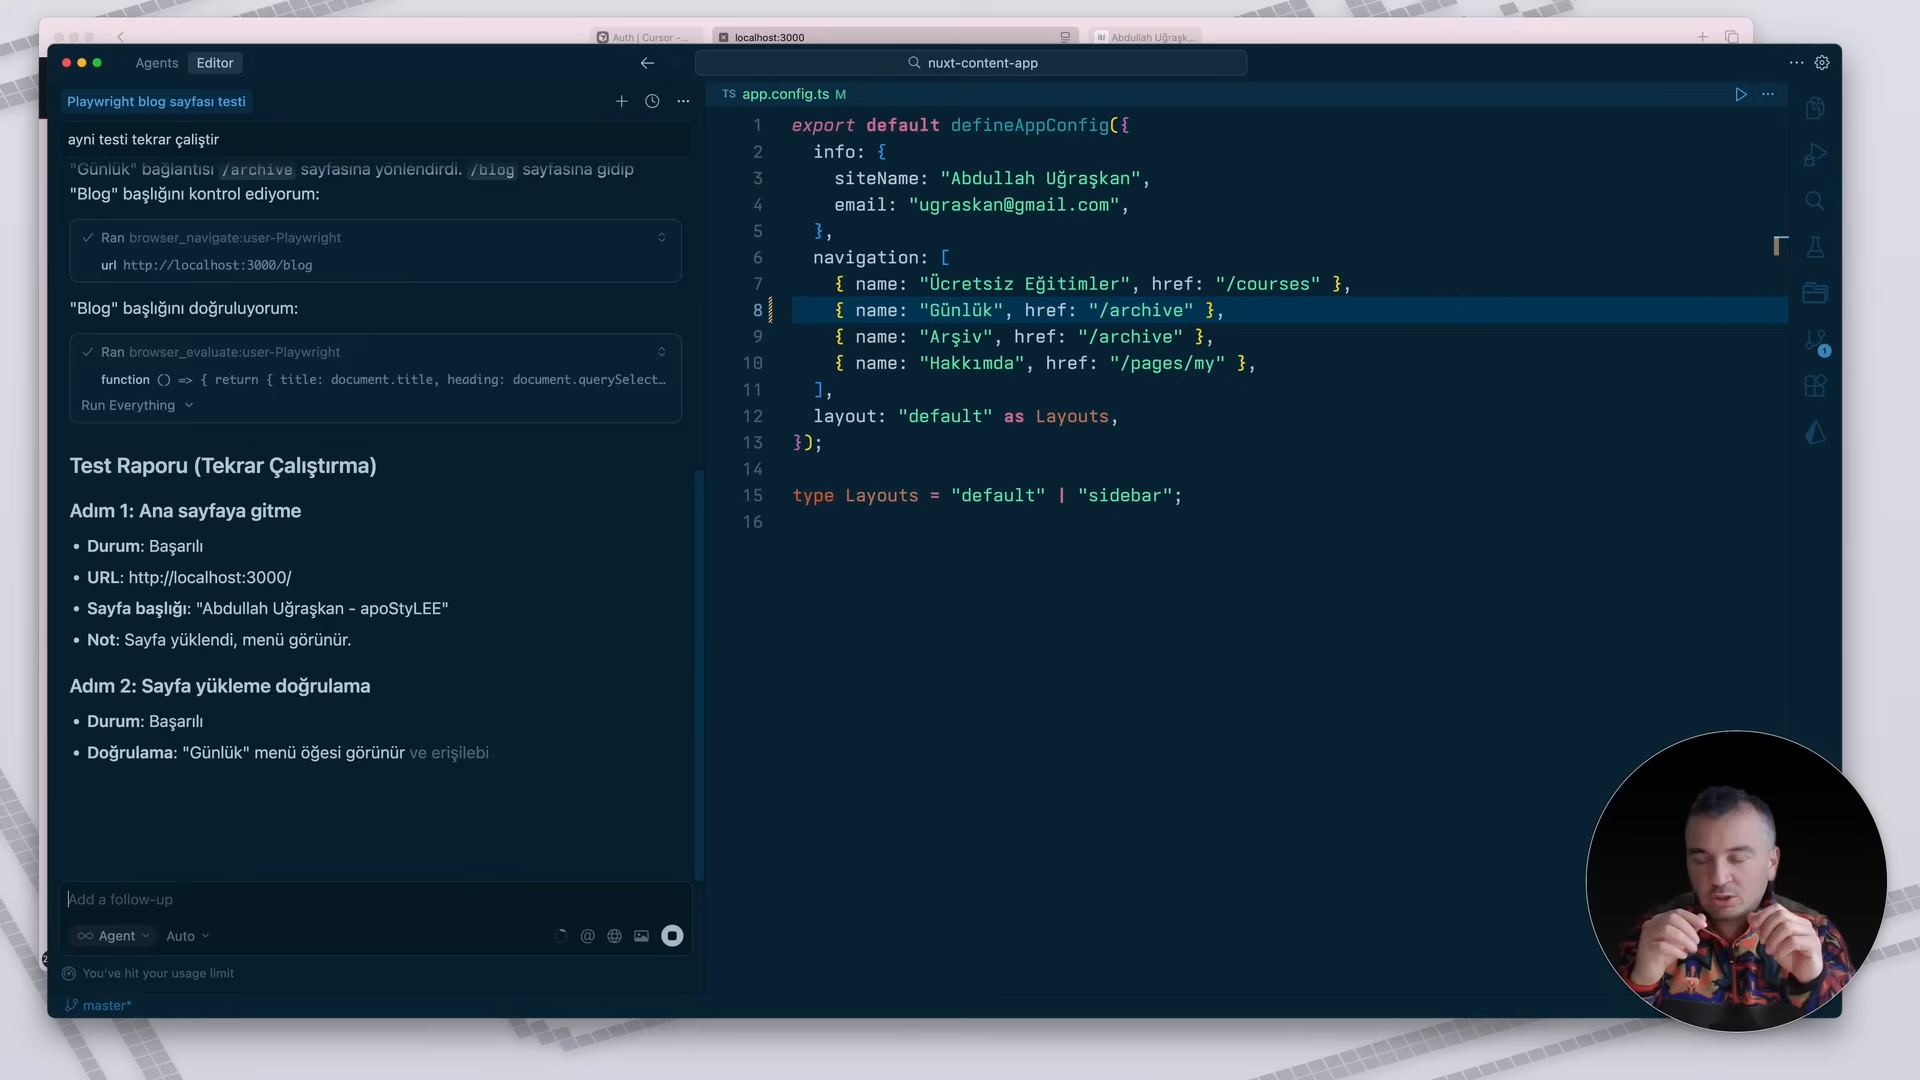 Auth | Cursor -...
localhost:3000
Abdullah Uğraşk...
Agents
Editor
nuxt-content-app
Playwright blog sayfası testi
ayni testi tekrar çaliştir
"Günlük" bağlantısı /archive sayfasına yönlendirdi. /blog sayfasına gidip
"Blog" başlığını kontrol ediyorum:
Ran browser_navigate:user-Playwright
url http://localhost:3000/blog
"Blog" başlığını doğruluyorum:
Ran browser_evaluate:user-Playwright
function () => { return { title: document.title, heading: document.querySelect…
Run Everything
Test Raporu (Tekrar Çalıştırma)
Adım 1: Ana sayfaya gitme
• Durum: Başarılı
• URL: http://localhost:3000/
• Sayfa başlığı: "Abdullah Uğraşkan - apoStyLEE"
• Not: Sayfa yüklendi, menü görünür.
Adım 2: Sayfa yükleme doğrulama
• Durum: Başarılı
• Doğrulama: "Günlük" menü öğesi görünür ve erişilebi
Add a follow-up
Agent
Auto
You've hit your usage limit
master*
TS app.config.ts M
1 export default defineAppConfig({
2 info: {
3 siteName: "Abdullah Uğraşkan",
4 email: "ugraskan@gmail.com",
5 },
6 navigation: [
7 { name: "Ücretsiz Eğitimler", href: "/courses" },
8 { name: "Günlük", href: "/archive" },
9 { name: "Arşiv", href: "/archive" },
10 { name: "Hakkımda", href: "/pages/my" },
11 ],
12 layout: "default" as Layouts,
13 });
14
15 type Layouts = "default" | "sidebar";
16
1